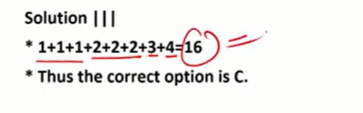 Solution |||
* 1+1+1+2+2+2+3+4=16
* Thus the correct option is C.